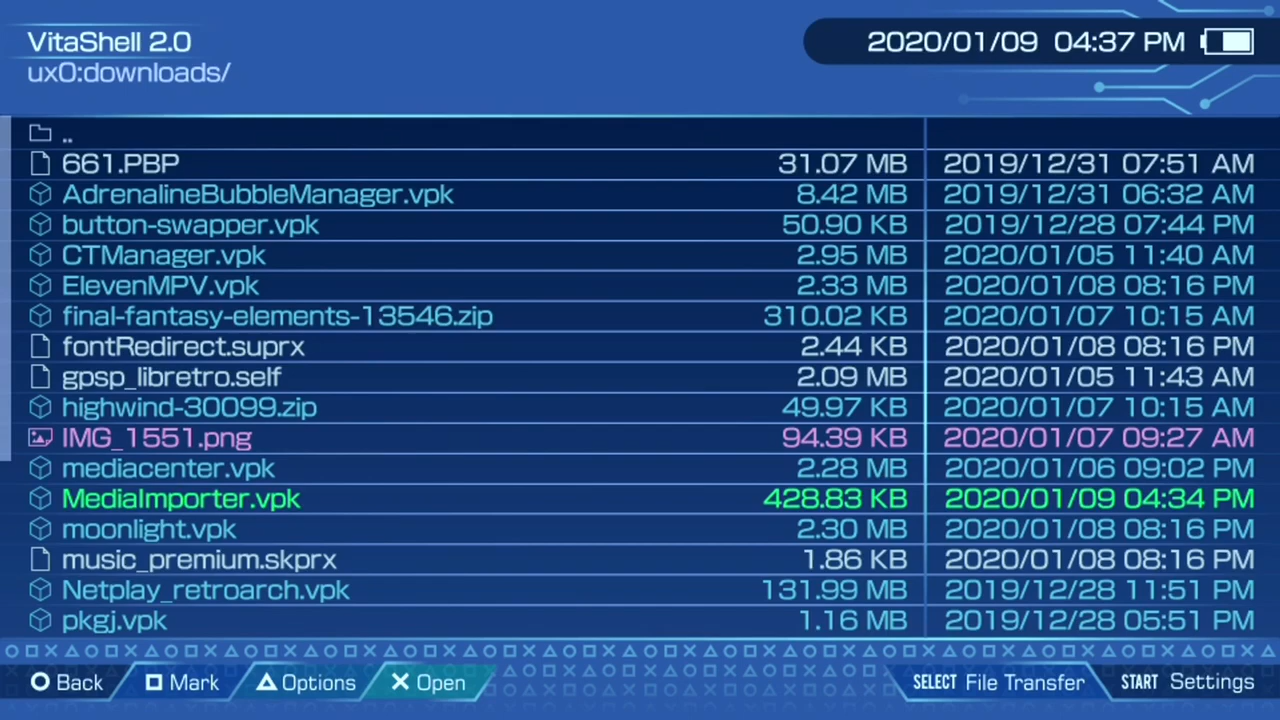 VitaShell 2.0
2020/01/09 04:37 PM
ux0:downloads/
..
661.PBP 31.07 MB 2019/12/31 07:51 AM
AdrenalineBubbleManager.vpk 8.42 MB 2019/12/31 06:32 AM
button-swapper.vpk 50.90 KB 2019/12/28 07:44 PM
CTManager.vpk 2.95 MB 2020/01/05 11:40 AM
ElevenMPV.vpk 2.33 MB 2020/01/08 08:16 PM
final-fantasy-elements-13546.zip 310.02 KB 2020/01/07 10:15 AM
fontRedirect.suprx 2.44 KB 2020/01/08 08:16 PM
gpsp_libretro.self 2.09 MB 2020/01/05 11:43 AM
highwind-30099.zip 49.97 KB 2020/01/07 10:15 AM
IMG_1551.png 94.39 KB 2020/01/07 09:27 AM
mediacenter.vpk 2.28 MB 2020/01/06 09:02 PM
MediaImporter.vpk 428.83 KB 2020/01/09 04:34 PM
moonlight.vpk 2.30 MB 2020/01/08 08:16 PM
music_premium.skprx 1.86 KB 2020/01/08 08:16 PM
Netplay_retroarch.vpk 131.99 MB 2019/12/28 11:51 PM
pkgj.vpk 1.16 MB 2019/12/28 05:51 PM
Back Mark Options Open SELECT File Transfer START Settings